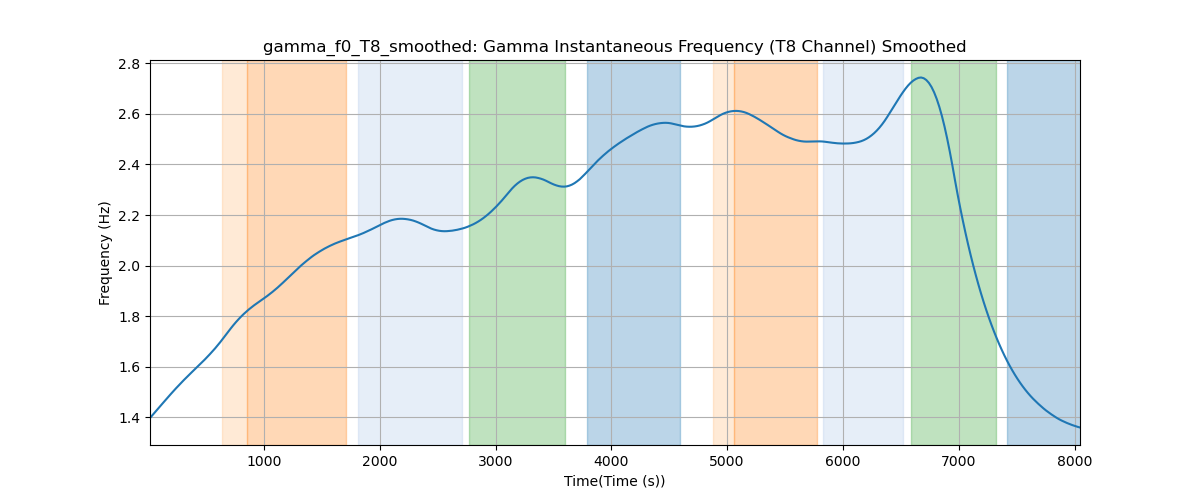 gamma_f0_T8_smoothed: Gamma Instantaneous Frequency (T8 Channel) Smoothed
Frequency (Hz)
2.8
2.6
2.4
2.2
2.0
1.8
1.6
1.4
1000 2000 3000 4000 5000 6000 7000 8000
Time(Time (s))